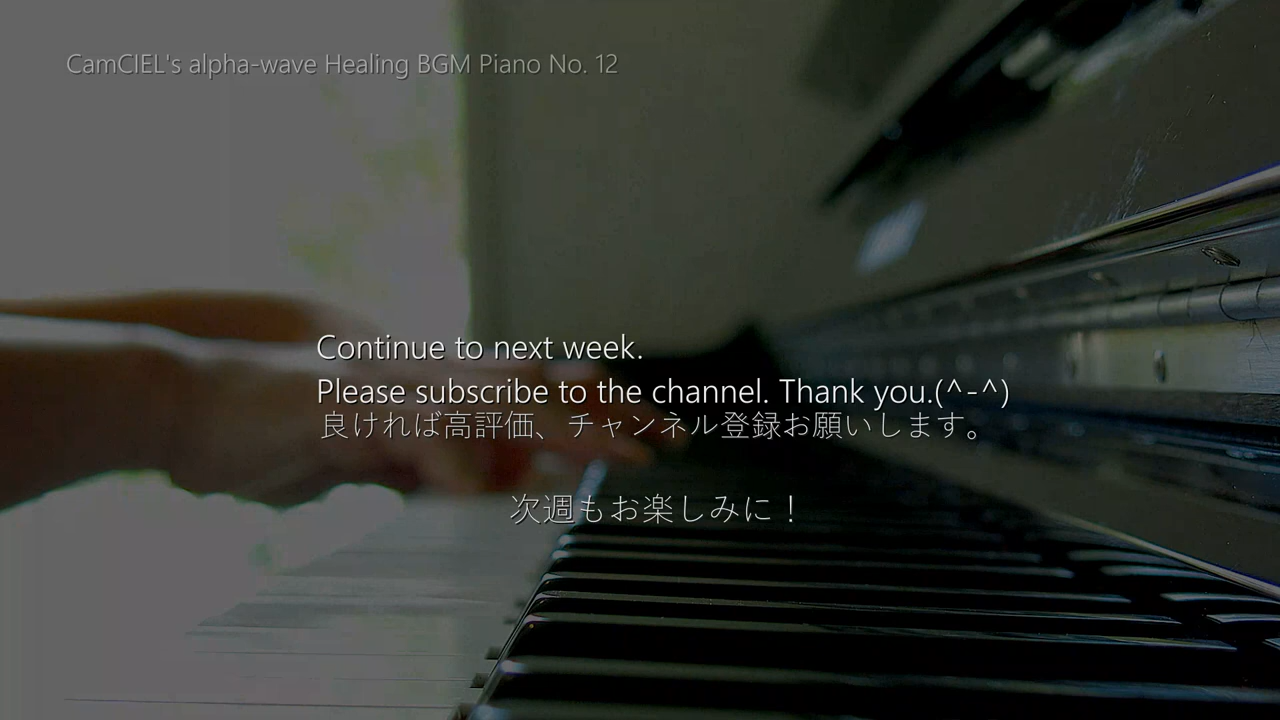 CamCIEL's alpha-wave Healing BGM Piano No. 12
Continue to next week.
Please subscribe to the channel. Thank you.(^-^)
良ければ高評価、チャンネル登録お願いします。
次週もお楽しみに！